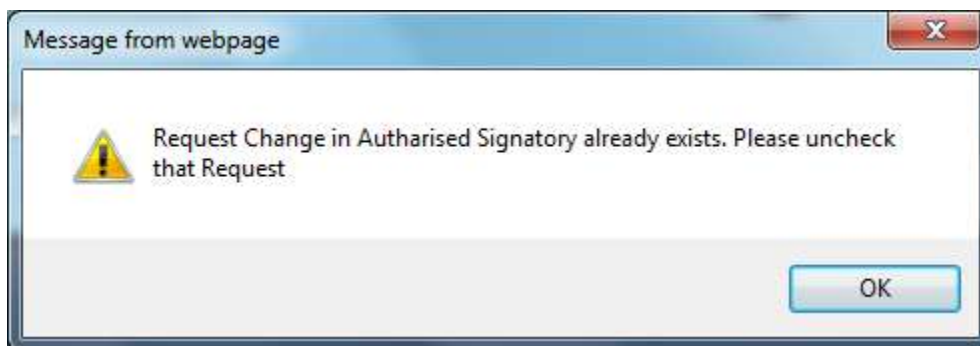 Message from webpage
Request Change in Autharised Signatory already exists. Please uncheck
that Request
OK